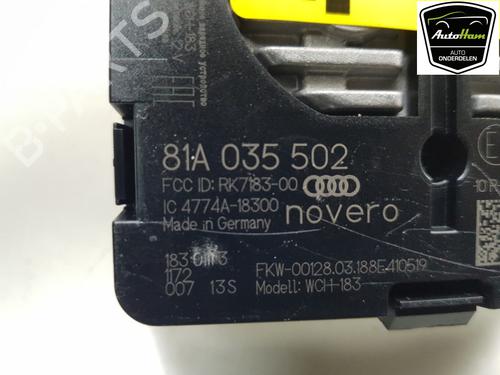 AutoHam
AUTO
ONDERDELEN
PARTS
81A 035 502
FCC ID: RK7183-00
IC 4774A-18300
novero
Made in Germany
1172
007 13S
FKW-00128.03.188E410519
Modell: WCH-183